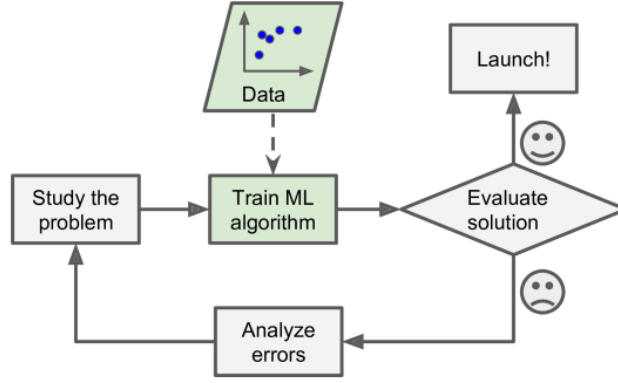 Data
Launch!
Study the
problem
Train ML
algorithm
Evaluate
solution
Analyze
errors